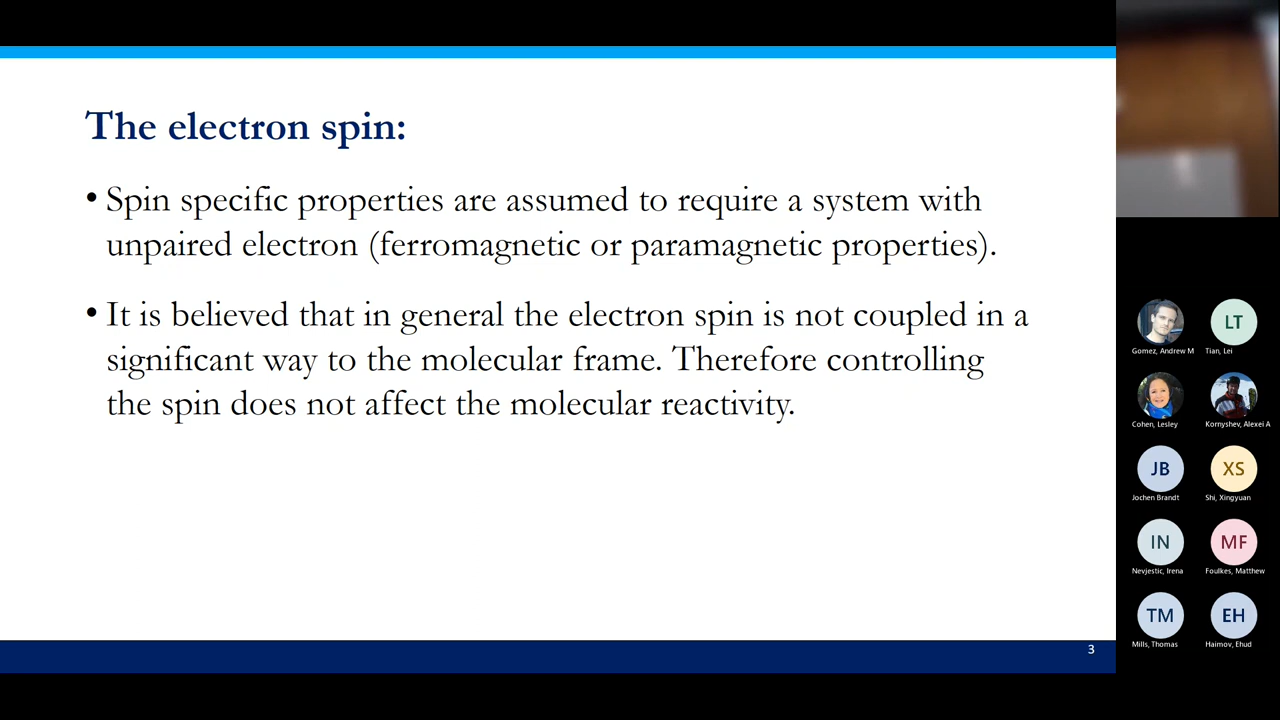 The electron spin:
• Spin specific properties are assumed to require a system with
unpaired electron (ferromagnetic or paramagnetic properties).
• It is believed that in general the electron spin is not coupled in a
significant way to the molecular frame. Therefore controlling
the spin does not affect the molecular reactivity.
3
Gomez, Andrew M
LT
Tian, Lei
Cohen, Lesley
Kornyshev, Alexei A
JB
Jochen Brandt
XS
Shi, Xingyuan
IN
Nevjestic, Irena
MF
Foulkes, Matthew
TM
Mills, Thomas
EH
Haimov, Ehud